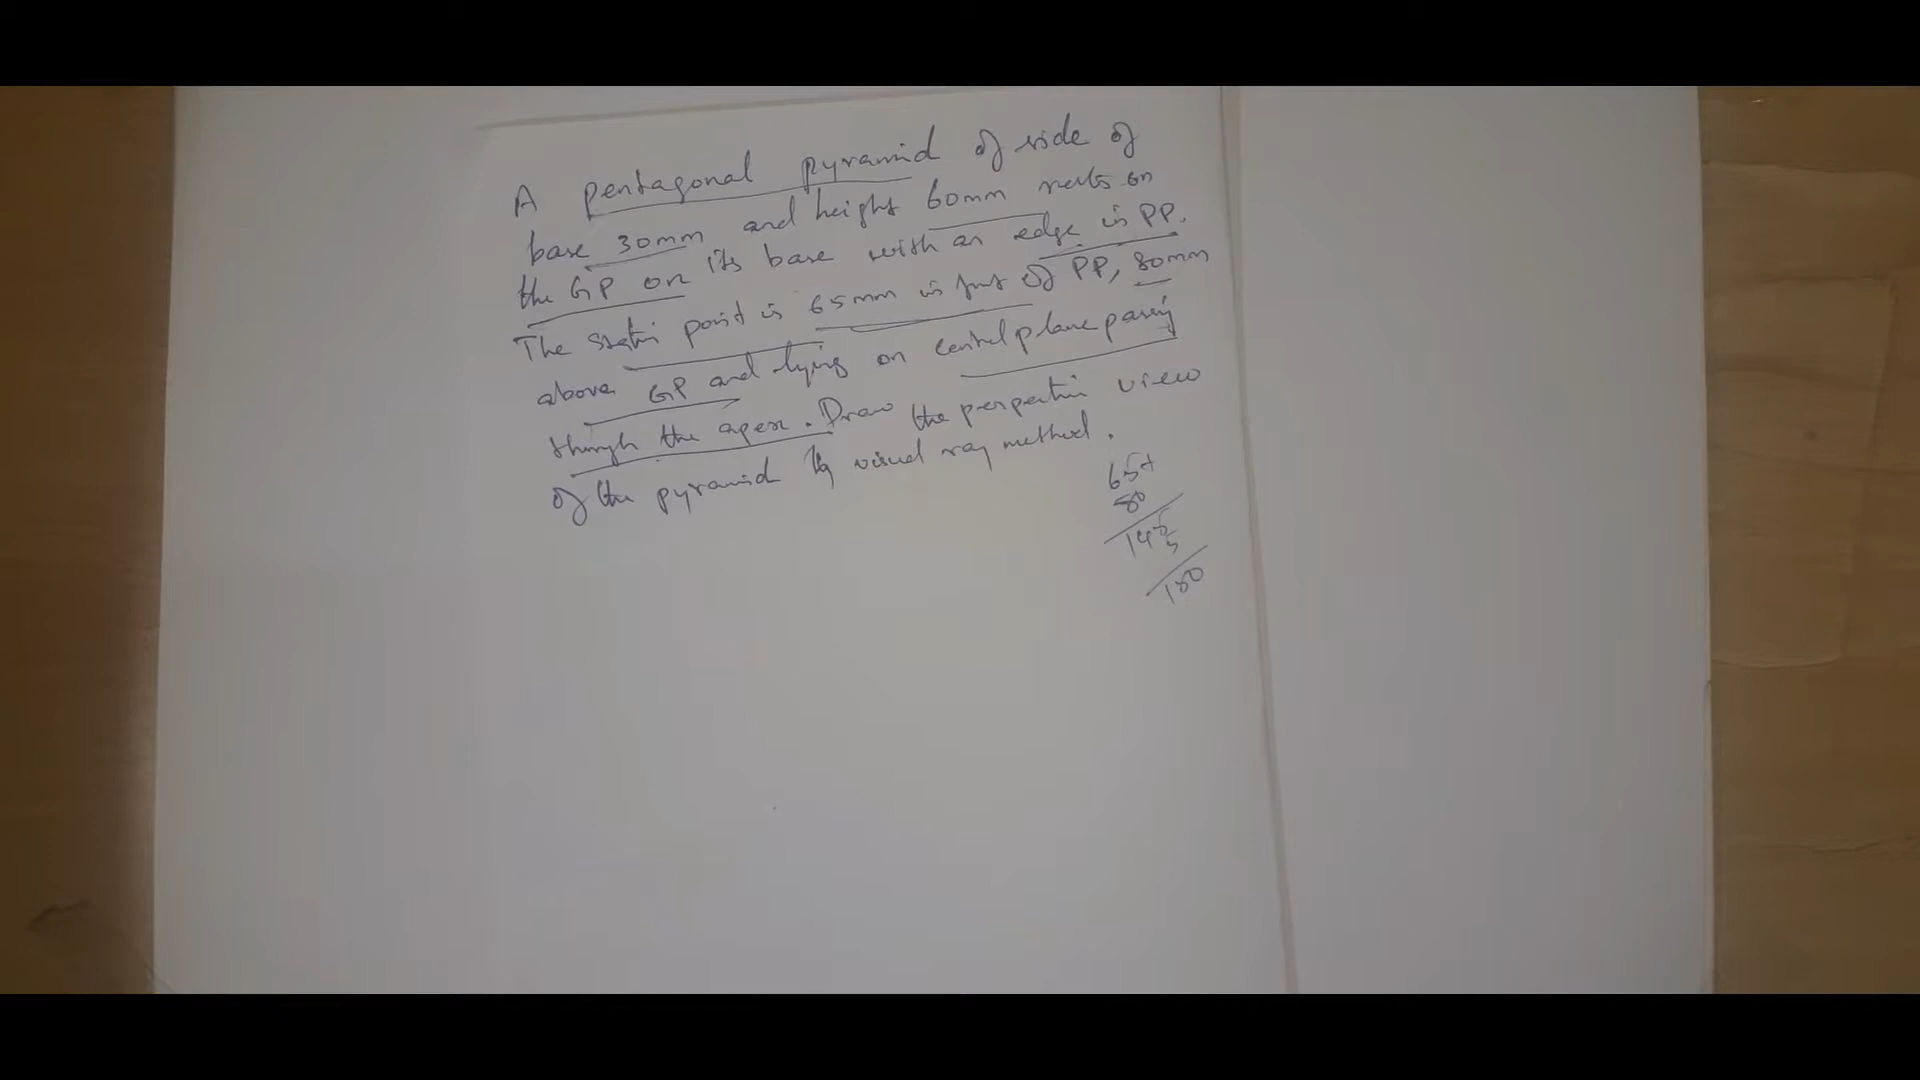 A pentagonal pyramid of side of
base 30mm and height 60mm rests on
the GP on its base with an edge in PP.
The station point is 65mm in front of PP, 80mm
above GP and lying on central plane passing
through the apex. Draw the perspective view
of the pyramid by visual ray method.
65+
80
145
5
180